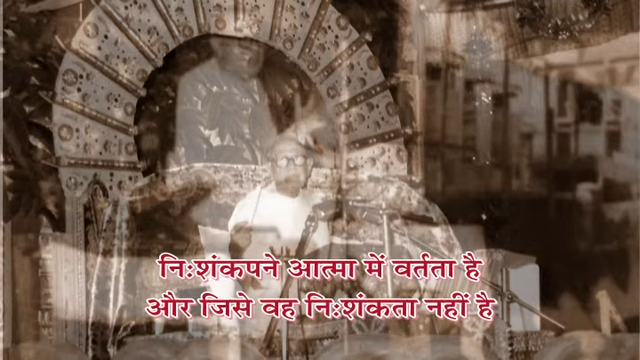 निःशंकपने आत्मा में वर्तता है
और जिसे वह निःशंकता नहीं है